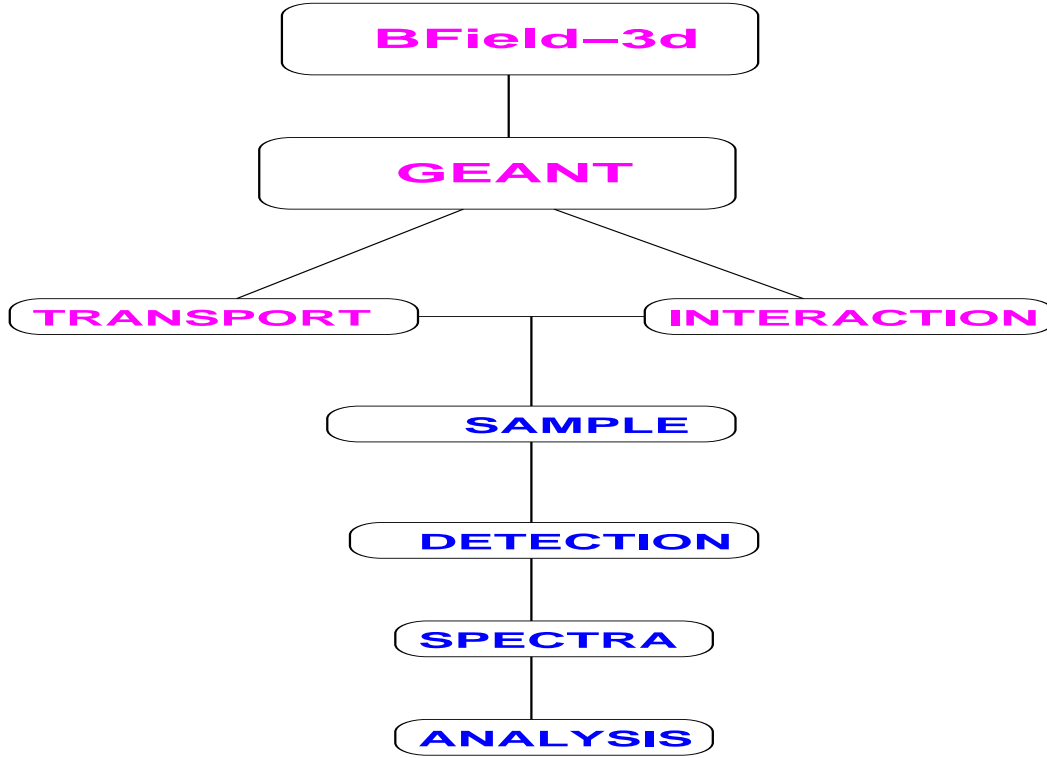 BField–3d
GEANT
TRANSPORT
INTERACTION
SAMPLE
DETECTION
SPECTRA
ANALYSIS